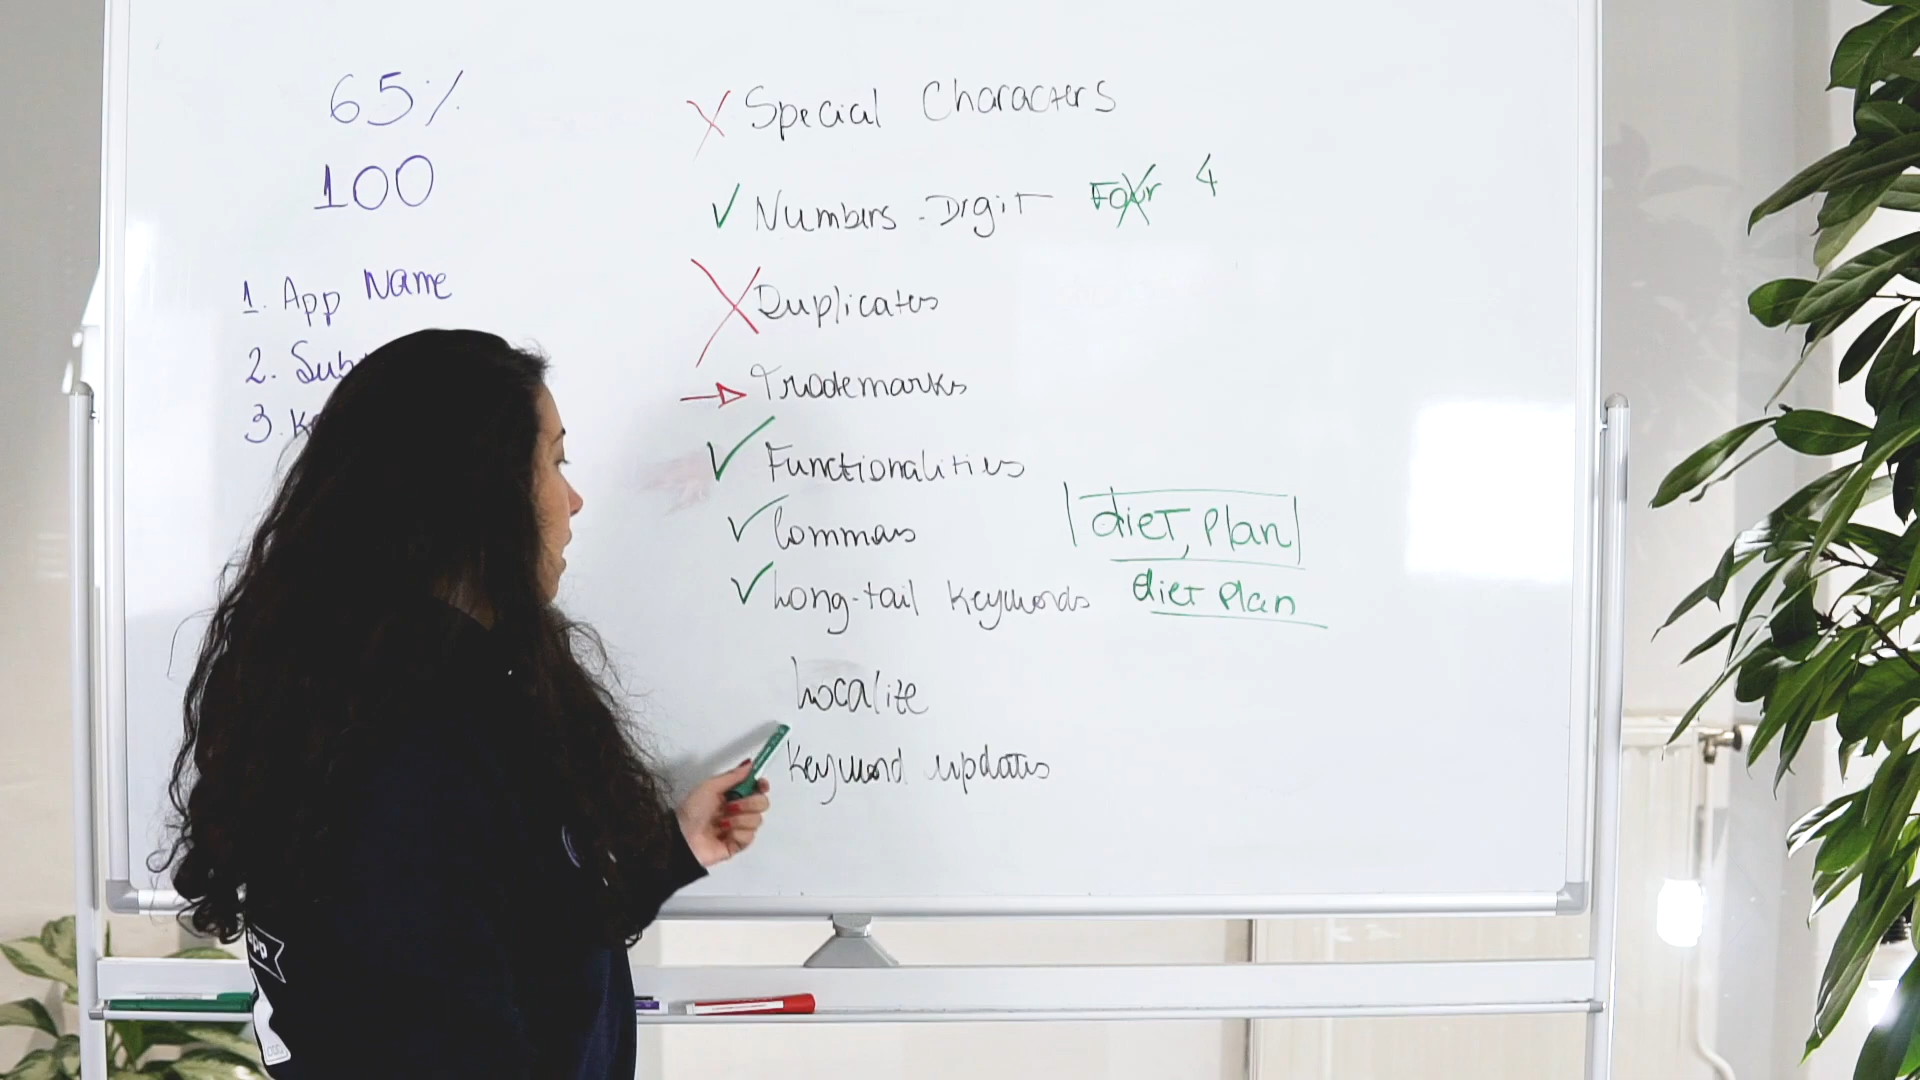 65%
100
1. App Name
2. Sub
3. Ke
Special Characters
Numbers - Digit Four 4
Duplicates
Trademarks
Functionalities
Commas
diet, plan
Long-tail keywords diet plan
Localize
Keyword updates